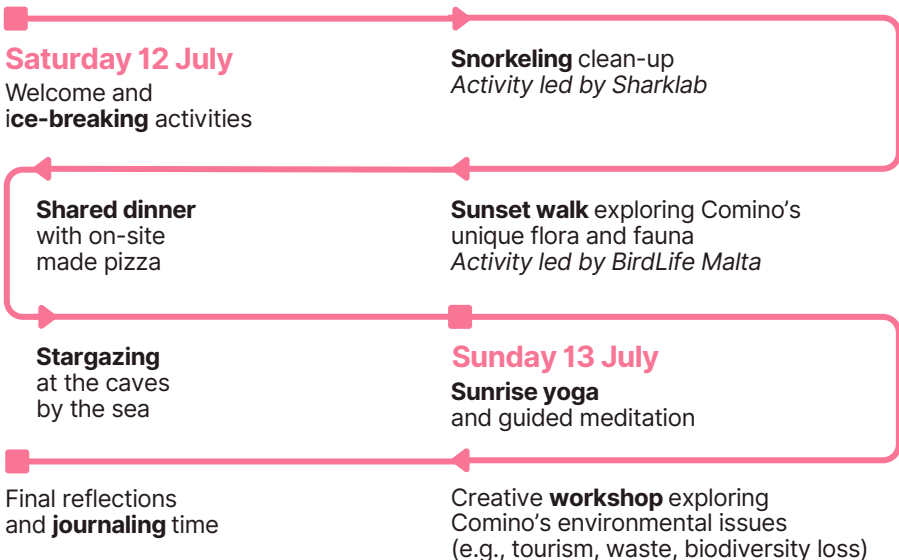 Saturday 12 July
Welcome and
ice-breaking activities
Snorkeling clean-up
Activity led by Sharklab
Sunset walk exploring Comino's
unique flora and fauna
Activity led by BirdLife Malta
Shared dinner
with on-site
made pizza
Stargazing
at the caves
by the sea
Sunday 13 July
Sunrise yoga
and guided meditation
Creative workshop exploring
Comino's environmental issues
(e.g., tourism, waste, biodiversity loss)
Final reflections
and journaling time